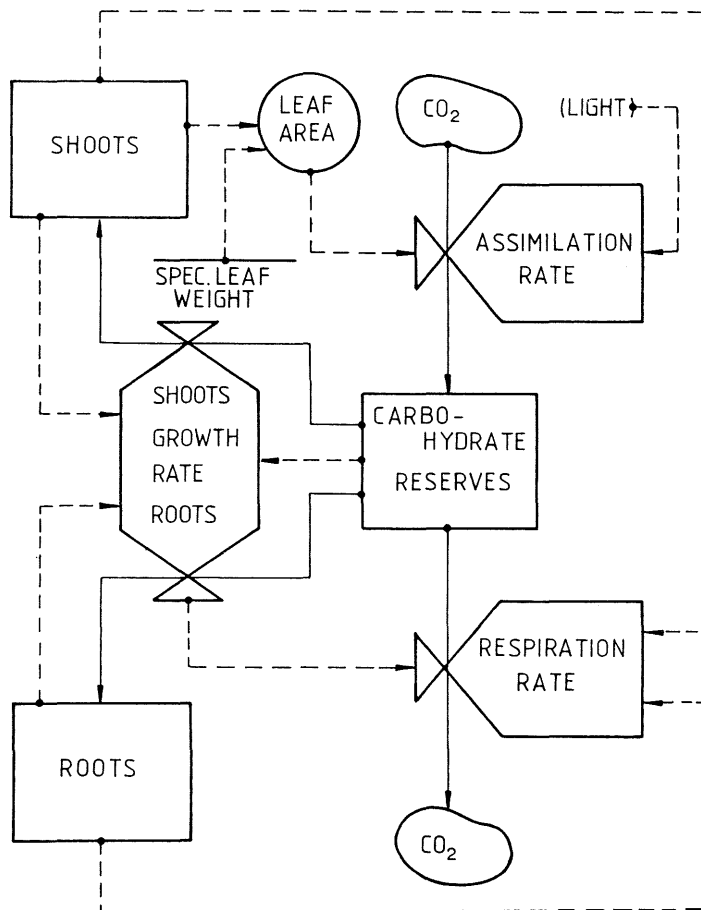 SHOOTS
LEAF
AREA
CO₂
(LIGHT)
ASSIMILATION
RATE
SPEC. LEAF
WEIGHT
SHOOTS
GROWTH
RATE
ROOTS
CARBO-
HYDRATE
RESERVES
RESPIRATION
RATE
ROOTS
CO₂